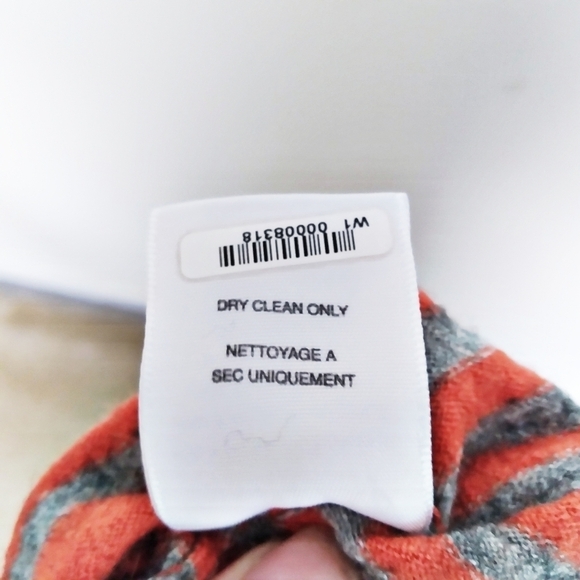 W1 00008318
DRY CLEAN ONLY
NETTOYAGE A
SEC UNIQUEMENT